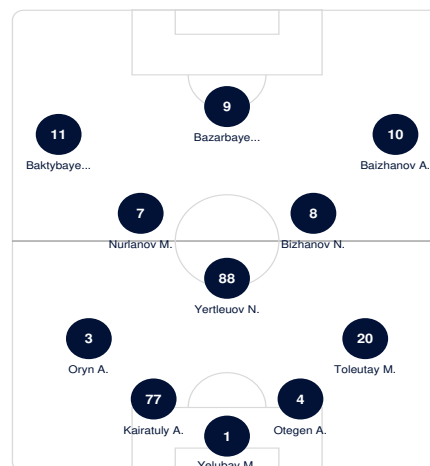 9
Bazarbaye...
11
Baktybaye...
10
Baizhanov A.
7
Nurlanov M.
8
Bizhanov N.
88
Yertleuov N.
3
Oryn A.
20
Toleutay M.
77
Kairatuly A.
4
Otegen A.
1
Yelubay M.